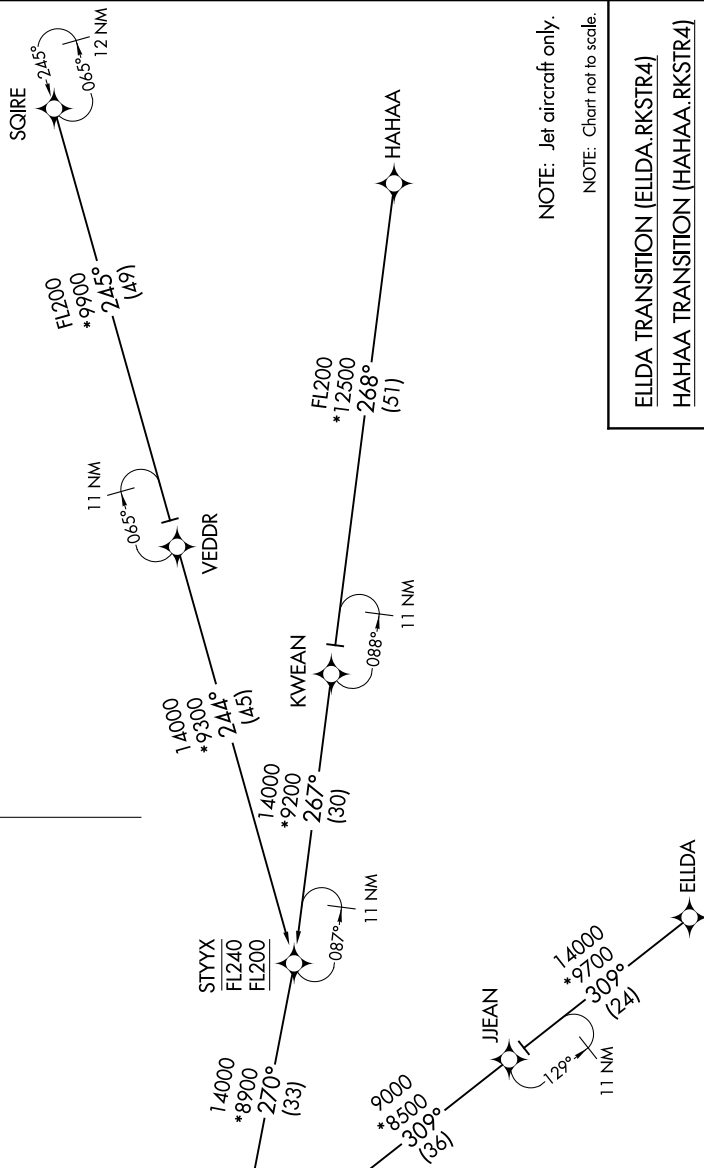 SQIRE
245°
065°
12 NM
FL200
*9900
245°
(49)
HAHAA
NOTE: Jet aircraft only.
NOTE: Chart not to scale.
ELLDA TRANSITION (ELLDA.RKSTR4)
HAHAA TRANSITION (HAHAA.RKSTR4)
11 NM
065°
VEDDR
FL200
*12500
268°
(51)
14000
*9300
244°
(45)
KWEAN
088°
11 NM
14000
*9200
267°
(30)
STYYX
FL240
FL200
087°
11 NM
ELLDA
14000
*9700
309°
(24)
JJEAN
129°
11 NM
14000
*8900
270°
(33)
9000
*8500
309°
(36)